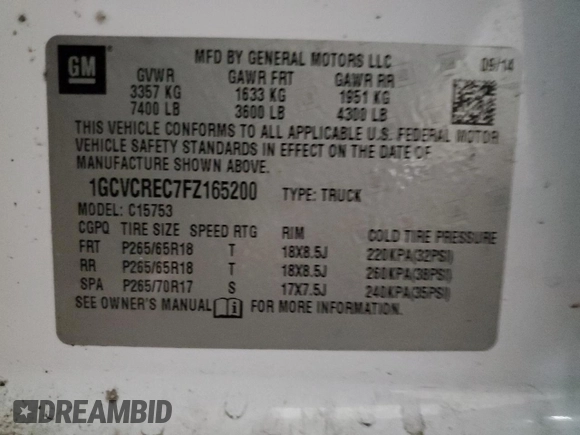 GM
MFD BY GENERAL MOTORS LLC
09/14
GVWR GAWR FRT GAWR RR
3357 KG 1633 KG 1951 KG
7400 LB 3600 LB 4300 LB
THIS VEHICLE CONFORMS TO ALL APPLICABLE U.S. FEDERAL MOTOR
VEHICLE SAFETY STANDARDS IN EFFECT ON THE DATE OF
MANUFACTURE SHOWN ABOVE.
1GCVCREC7FZ165200 TYPE: TRUCK
MODEL: C15753
CGPQ TIRE SIZE SPEED RTG RIM COLD TIRE PRESSURE
FRT P265/65R18 T 18X8.5J 220KPA(32PSI)
RR P265/65R18 T 18X8.5J 260KPA(38PSI)
SPA P265/70R17 S 17X7.5J 240KPA(35PSI)
SEE OWNER'S MANUAL FOR MORE INFORMATION.
DREAMBID